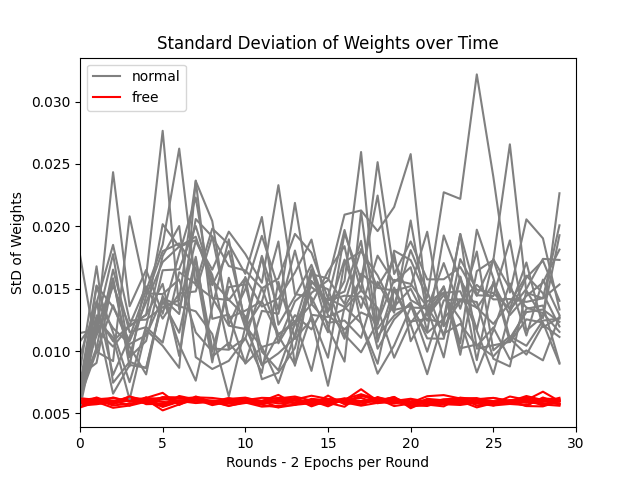 Standard Deviation of Weights over Time
normal
free
StD of Weights
0.030
0.025
0.020
0.015
0.010
0.005
0 5 10 15 20 25 30
Rounds - 2 Epochs per Round